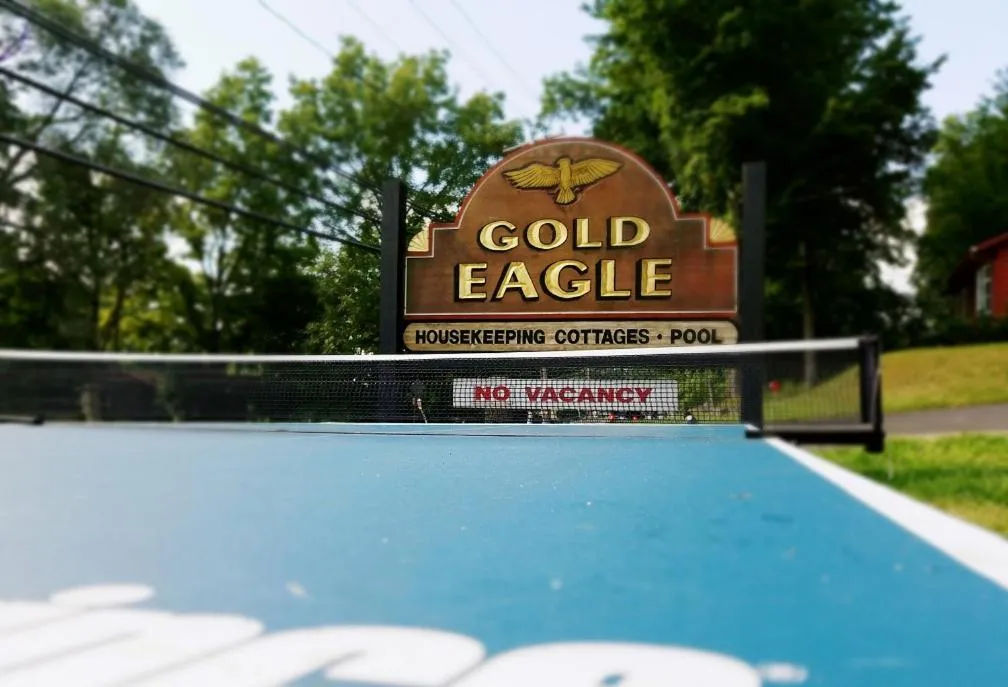 GOLD
EAGLE
HOUSEKEEPING COTTAGES • POOL
NO VACANCY